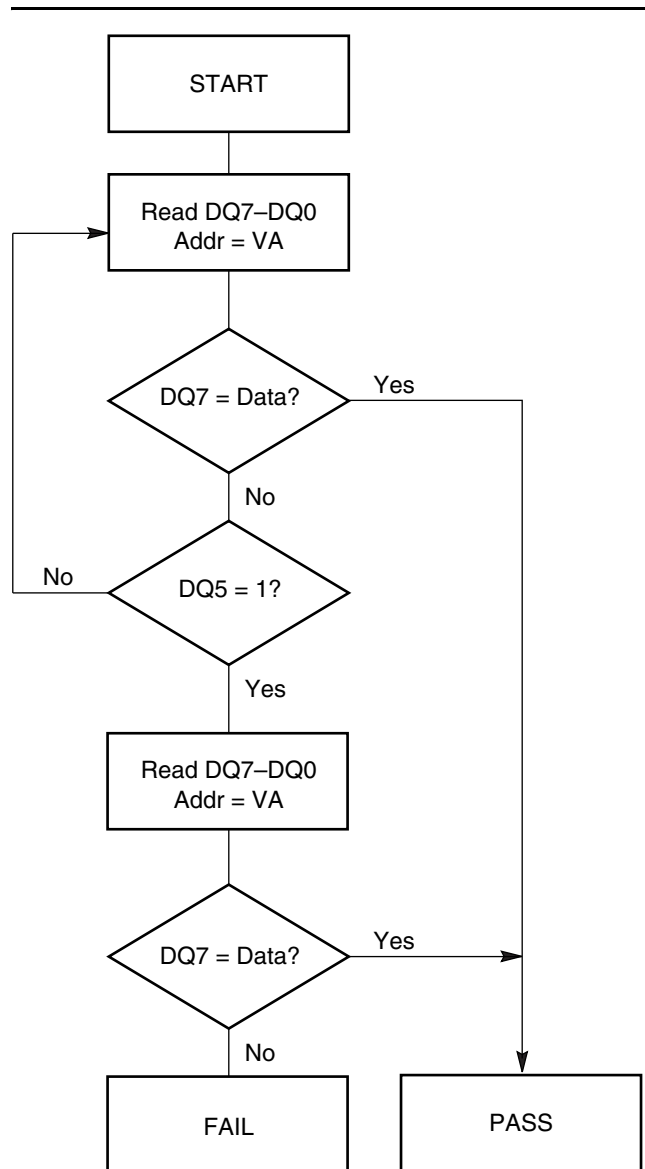 START
Read DQ7–DQ0
Addr = VA
DQ7 = Data?
Yes
No
No
DQ5 = 1?
Yes
Read DQ7–DQ0
Addr = VA
DQ7 = Data?
Yes
No
FAIL
PASS